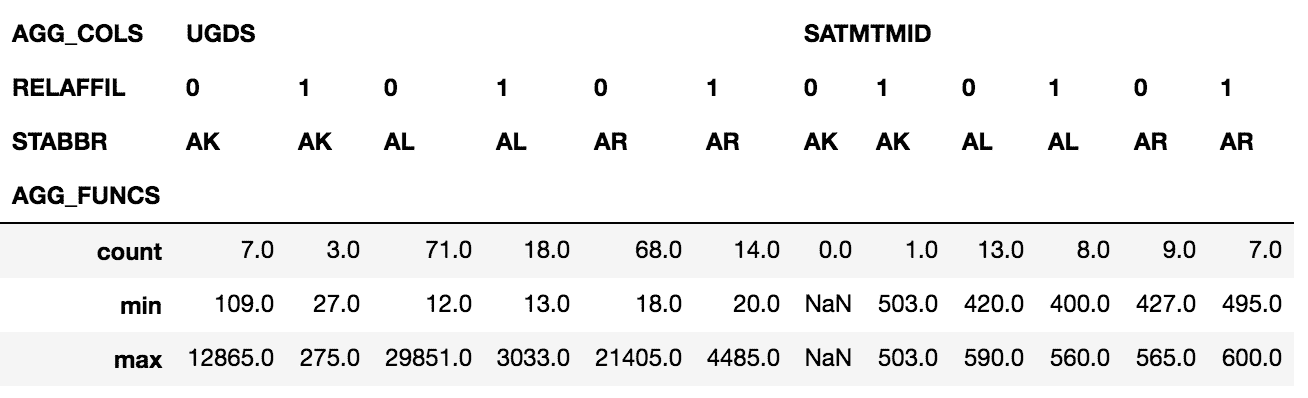 AGG_COLS UGDS SATMTMID
RELAFFIL 0 1 0 1 0 1 0 1 0 1 0 1
STABBR AK AK AL AL AR AR AK AK AL AL AR AR
AGG_FUNCS
count 7.0 3.0 71.0 18.0 68.0 14.0 0.0 1.0 13.0 8.0 9.0 7.0
min 109.0 27.0 12.0 13.0 18.0 20.0 NaN 503.0 420.0 400.0 427.0 495.0
max 12865.0 275.0 29851.0 3033.0 21405.0 4485.0 NaN 503.0 590.0 560.0 565.0 600.0